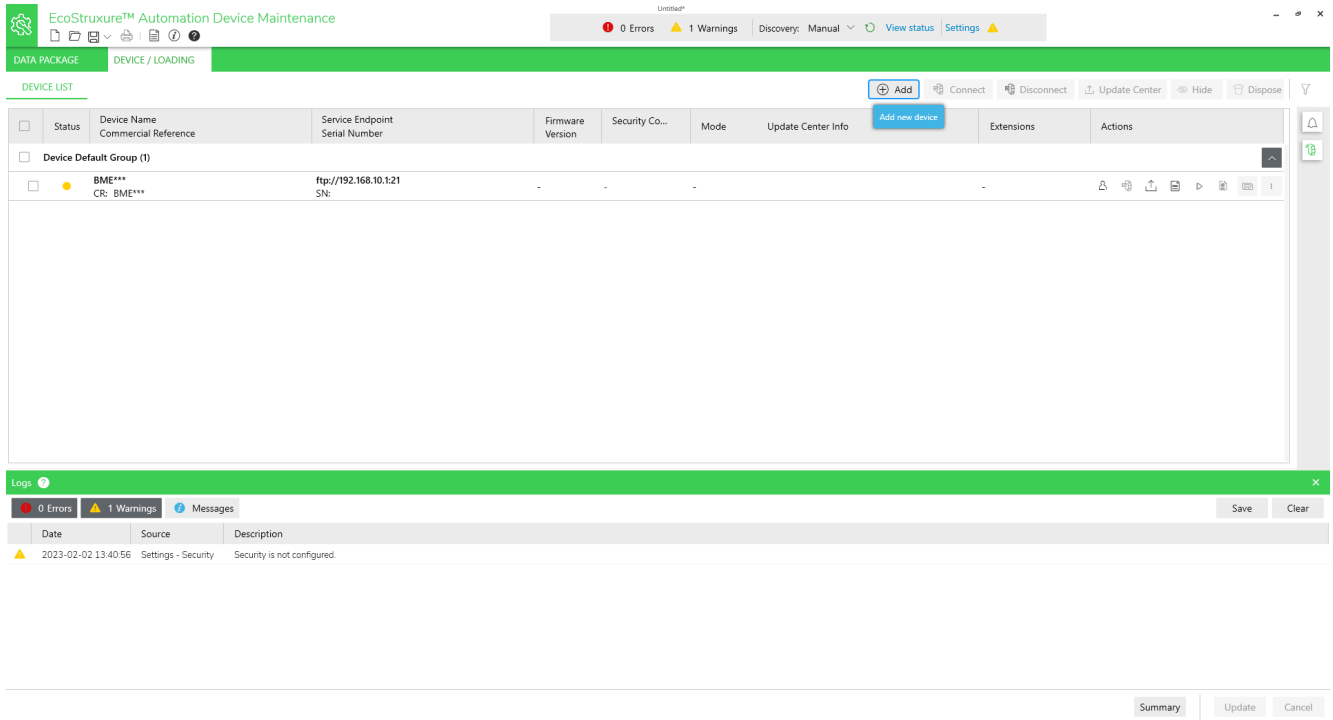 Untitled*
EcoStruxure™ Automation Device Maintenance
0 Errors 1 Warnings Discovery: Manual View status Settings
DATA PACKAGE DEVICE / LOADING
DEVICE LIST
Add Connect Disconnect Update Center Hide Dispose
Add new device
Status Device Name Service Endpoint Firmware Security Co... Mode Update Center Info Extensions Actions
Commercial Reference Serial Number Version
Device Default Group (1)
BME*** ftp://192.168.10.1:21
CR: BME*** SN:
- - - -
Logs ?
0 Errors 1 Warnings Messages Save Clear
Date Source Description
2023-02-02 13:40:56 Settings - Security Security is not configured.
Summary Update Cancel